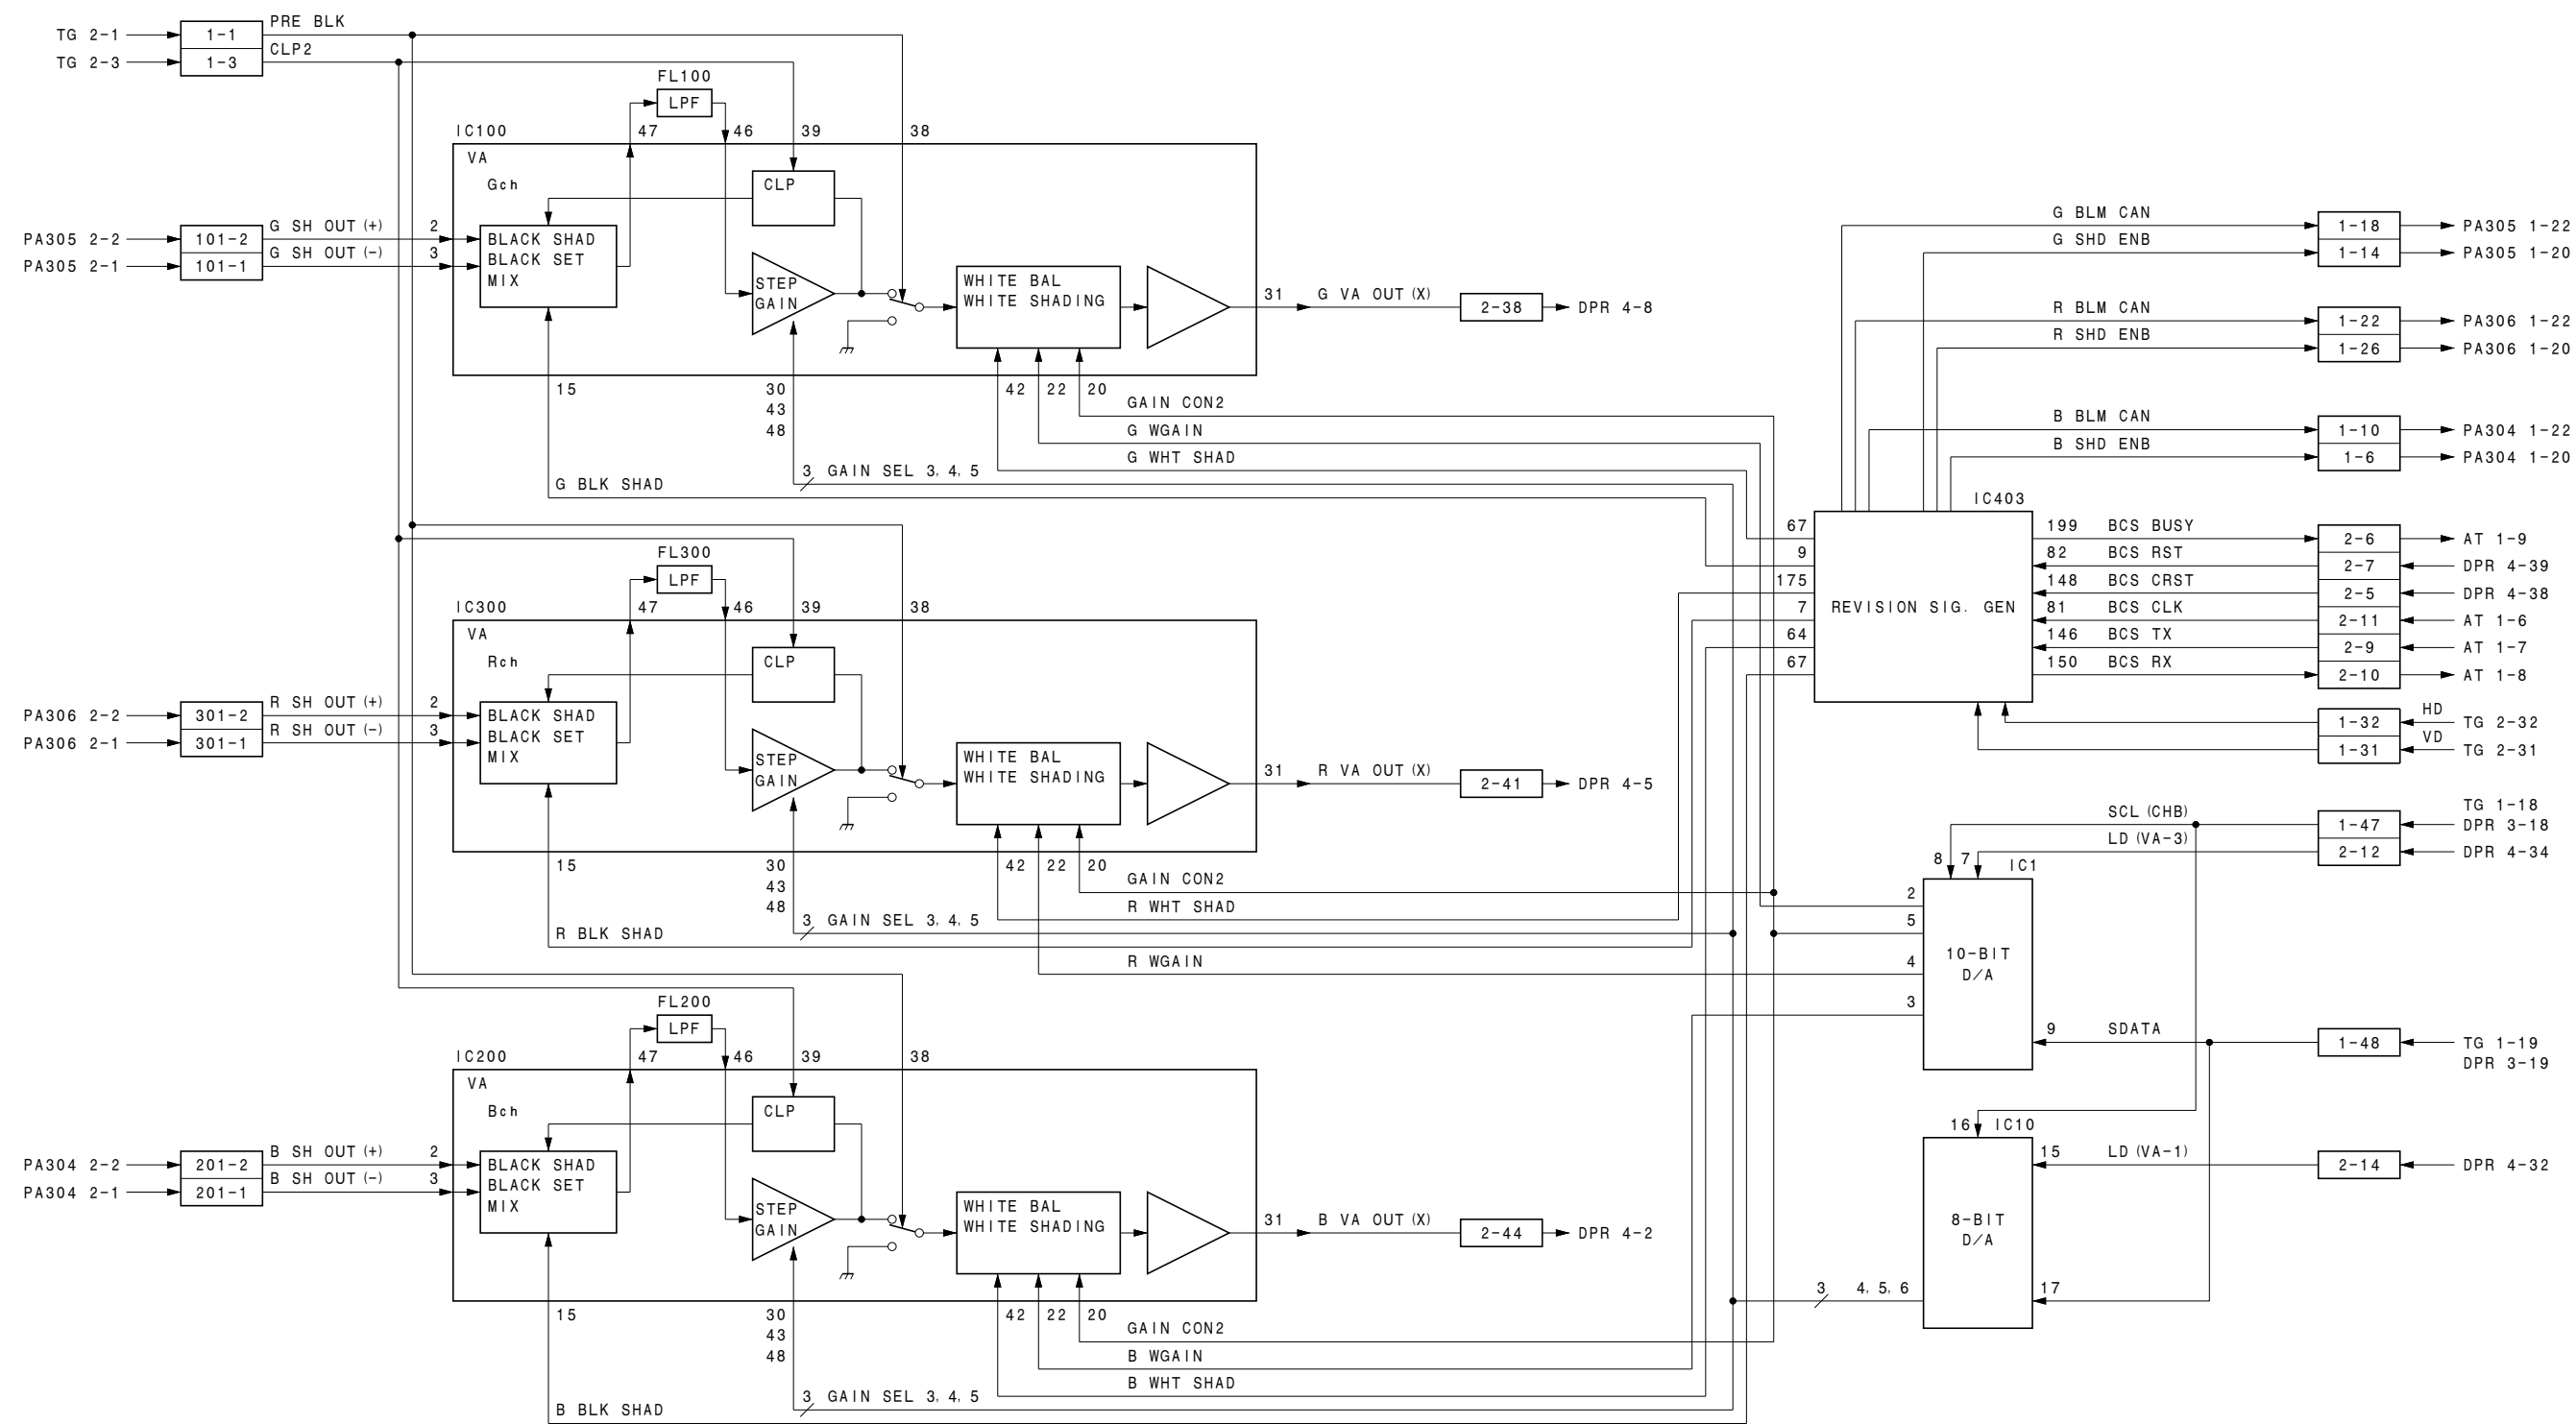 PRE BLK
TG 2-1
1-1
CLP2
TG 2-3
1-3
FL100
LPF
IC100
47
46
39
38
VA
Gch
CLP
G SH OUT (+)
2
PA305 2-2
101-2
G SH OUT (-)
3
PA305 2-1
101-1
BLACK SHAD
BLACK SET
MIX
STEP
GAIN
WHITE BAL
WHITE SHADING
31
G VA OUT (X)
2-38
DPR 4-8
15
30
43
48
42
22
20
GAIN CON2
G WGAIN
G WHT SHAD
3
GAIN SEL 3, 4, 5
G BLK SHAD
FL300
LPF
IC300
47
46
39
38
VA
Rch
CLP
R SH OUT (+)
2
PA306 2-2
301-2
R SH OUT (-)
3
PA306 2-1
301-1
BLACK SHAD
BLACK SET
MIX
STEP
GAIN
WHITE BAL
WHITE SHADING
31
R VA OUT (X)
2-41
DPR 4-5
15
30
43
48
42
22
20
GAIN CON2
R WHT SHAD
3
GAIN SEL 3, 4, 5
R BLK SHAD
R WGAIN
FL200
LPF
IC200
47
46
39
38
VA
Bch
CLP
B SH OUT (+)
2
PA304 2-2
201-2
B SH OUT (-)
3
PA304 2-1
201-1
BLACK SHAD
BLACK SET
MIX
STEP
GAIN
WHITE BAL
WHITE SHADING
31
B VA OUT (X)
2-44
DPR 4-2
15
30
43
48
42
22
20
GAIN CON2
B WGAIN
B WHT SHAD
3
GAIN SEL 3, 4, 5
B BLK SHAD
G BLM CAN
1-18
PA305 1-22
G SHD ENB
1-14
PA305 1-20
R BLM CAN
1-22
PA306 1-22
R SHD ENB
1-26
PA306 1-20
B BLM CAN
1-10
PA304 1-22
B SHD ENB
1-6
PA304 1-20
IC403
67
9
175
7
64
67
REVISION SIG. GEN
199
BCS BUSY
2-6
AT 1-9
82
BCS RST
2-7
DPR 4-39
148
BCS CRST
2-5
DPR 4-38
81
BCS CLK
2-11
AT 1-6
146
BCS TX
2-9
AT 1-7
150
BCS RX
2-10
AT 1-8
HD
1-32
TG 2-32
VD
1-31
TG 2-31
TG 1-18
SCL (CHB)
1-47
DPR 3-18
LD (VA-3)
2-12
DPR 4-34
8
7
IC1
2
5
4
3
10-BIT
D/A
9
SDATA
1-48
TG 1-19
DPR 3-19
16
IC10
15
LD (VA-1)
2-14
DPR 4-32
8-BIT
D/A
3
4, 5, 6
17